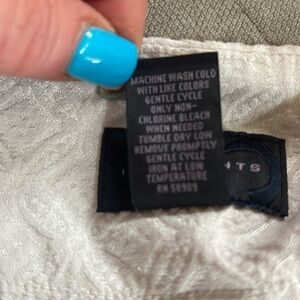 MACHINE WASH COLD
WITH LIKE COLORS
GENTLE CYCLE
ONLY NON-
CHLORINE BLEACH
WHEN NEEDED
TUMBLE DRY LOW
REMOVE PROMPTLY
GENTLE CYCLE
IRON AT LOW
TEMPERATURE
RN 58909